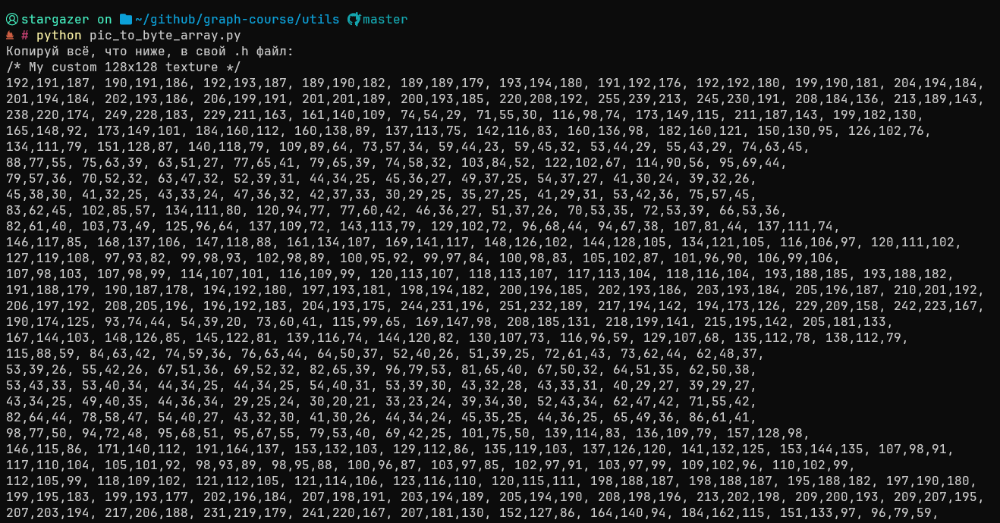 stargazer on ~/github/graph-course/utils master
# python pic_to_byte_array.py
Копируй всё, что ниже, в свой .h файл:
/* My custom 128x128 texture */
192,191,187, 190,191,186, 192,193,187, 189,190,182, 189,189,179, 193,194,180, 191,192,176, 192,192,180, 199,190,181, 204,194,184,
201,194,184, 202,193,186, 206,199,191, 201,201,189, 200,193,185, 220,208,192, 255,239,213, 245,230,191, 208,184,136, 213,189,143,
238,220,174, 249,228,183, 229,211,163, 161,140,109, 74,54,29, 71,55,30, 116,98,74, 173,149,115, 211,187,143, 199,182,130,
165,148,92, 173,149,101, 184,160,112, 160,138,89, 137,113,75, 142,116,83, 160,136,98, 182,160,121, 150,130,95, 126,102,76,
134,111,79, 151,128,87, 140,118,79, 109,89,64, 73,57,34, 59,44,23, 59,45,32, 53,44,29, 55,43,29, 74,63,45,
88,77,55, 75,63,39, 63,51,27, 77,65,41, 79,65,39, 74,58,32, 103,84,52, 122,102,67, 114,90,56, 95,69,44,
79,57,36, 70,52,32, 63,47,32, 52,39,31, 44,34,25, 45,36,27, 49,37,25, 54,37,27, 41,30,24, 39,32,26,
45,38,30, 41,32,25, 43,33,24, 47,36,32, 42,37,33, 30,29,25, 35,27,25, 41,29,31, 53,42,36, 75,57,45,
83,62,45, 102,85,57, 134,111,80, 120,94,77, 77,60,42, 46,36,27, 51,37,26, 70,53,35, 72,53,39, 66,53,36,
82,61,40, 103,73,49, 125,96,64, 137,109,72, 143,113,79, 129,102,72, 96,68,44, 94,67,38, 107,81,44, 137,111,74,
146,117,85, 168,137,106, 147,118,88, 161,134,107, 169,141,117, 148,126,102, 144,128,105, 134,121,105, 116,106,97, 120,111,102,
127,119,108, 97,93,82, 99,98,93, 102,98,89, 100,95,92, 99,97,84, 100,98,83, 105,102,87, 101,96,90, 106,99,106,
107,98,103, 107,98,99, 114,107,101, 116,109,99, 120,113,107, 118,113,107, 117,113,104, 118,116,104, 193,188,185, 193,188,182,
191,188,179, 190,187,178, 194,192,180, 197,193,181, 198,194,182, 200,196,185, 202,193,186, 203,193,184, 205,196,187, 210,201,192,
206,197,192, 208,205,196, 196,192,183, 204,193,175, 244,231,196, 251,232,189, 217,194,142, 194,173,126, 229,209,158, 242,223,167,
190,174,125, 93,74,44, 54,39,20, 73,60,41, 115,99,65, 169,147,98, 208,185,131, 218,199,141, 215,195,142, 205,181,133,
167,144,103, 148,126,85, 145,122,81, 139,116,74, 144,120,82, 130,107,73, 116,96,59, 129,107,68, 135,112,78, 138,112,79,
115,88,59, 84,63,42, 74,59,36, 76,63,44, 64,50,37, 52,40,26, 51,39,25, 72,61,43, 73,62,44, 62,48,37,
53,39,26, 55,42,26, 67,51,36, 69,52,32, 82,65,39, 96,79,53, 81,65,40, 67,50,32, 64,51,35, 62,50,38,
53,43,33, 53,40,34, 44,34,25, 44,34,25, 54,40,31, 53,39,30, 43,32,28, 43,33,31, 40,29,27, 39,29,27,
43,34,25, 49,40,35, 44,36,34, 29,25,24, 30,20,21, 33,23,24, 39,34,30, 52,43,34, 62,47,42, 71,55,42,
82,64,44, 78,58,47, 54,40,27, 43,32,30, 41,30,26, 44,34,24, 45,35,25, 44,36,25, 65,49,36, 86,61,41,
98,77,50, 94,72,48, 95,68,51, 95,67,55, 79,53,40, 69,42,25, 101,75,50, 139,114,83, 136,109,79, 157,128,98,
146,115,86, 171,140,112, 191,164,137, 153,132,103, 129,112,86, 135,119,103, 137,126,120, 141,132,125, 153,144,135, 107,98,91,
117,110,104, 105,101,92, 98,93,89, 98,95,88, 100,96,87, 103,97,85, 102,97,91, 103,97,99, 109,102,96, 110,102,99,
112,105,99, 118,109,102, 121,112,105, 121,114,106, 123,116,110, 120,115,111, 198,188,187, 198,188,187, 195,188,182, 197,190,180,
199,195,183, 199,193,177, 202,196,184, 207,198,191, 203,194,189, 205,194,190, 208,198,196, 213,202,198, 209,200,193, 209,207,195,
207,203,194, 217,206,188, 231,219,179, 241,220,167, 207,181,130, 152,127,86, 164,140,94, 184,162,115, 151,133,97, 96,79,59,